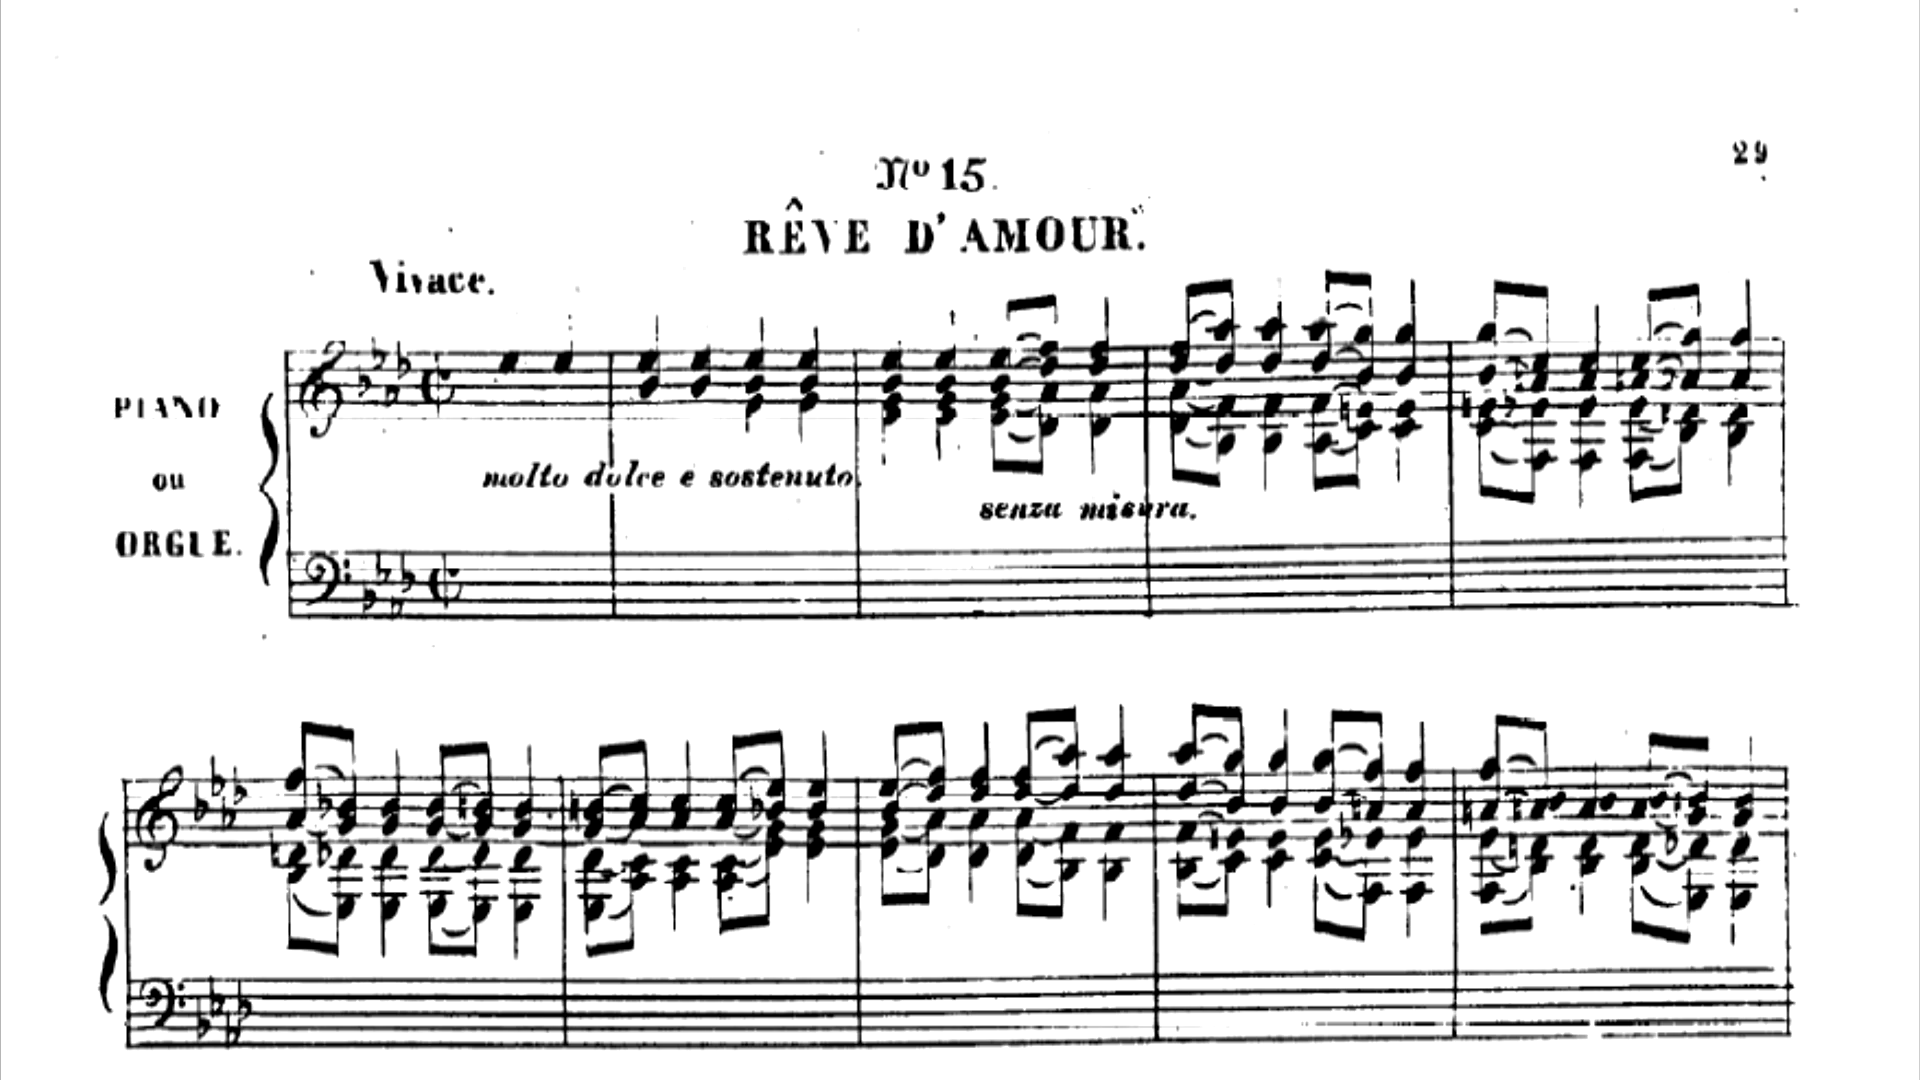 29
Nº 15.
RÊVE D'AMOUR.
Vivace.
PIANO
ou
ORGUE.
molto dolce e sostenuto.
senza misura.